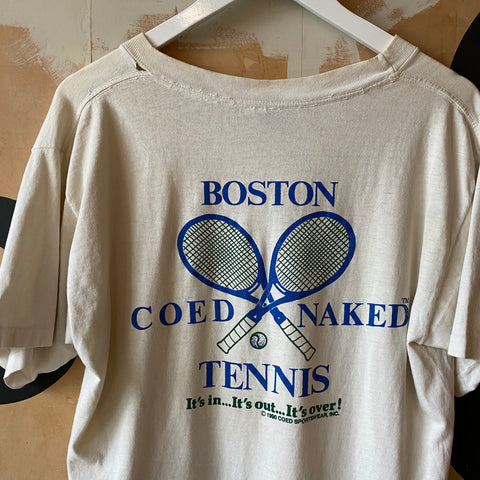 BOSTON
COED NAKED™
TENNIS
It's in...It's out...It's over!
© 1990 COED SPORTSWEAR, INC.